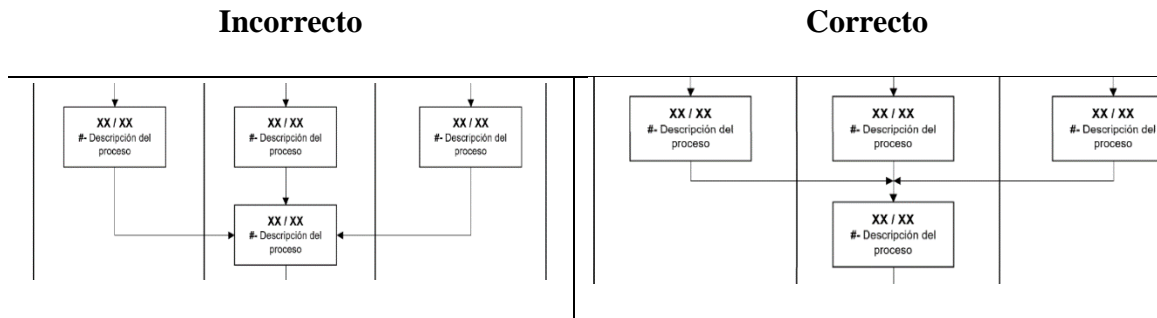 Incorrecto
Correcto
XX / XX
#- Descripción del
proceso
XX / XX
#- Descripción del
proceso
XX / XX
#- Descripción del
proceso
XX / XX
#- Descripción del
proceso
XX / XX
#- Descripción del
proceso
XX / XX
#- Descripción del
proceso
XX / XX
#- Descripción del
proceso
XX / XX
#- Descripción del
proceso